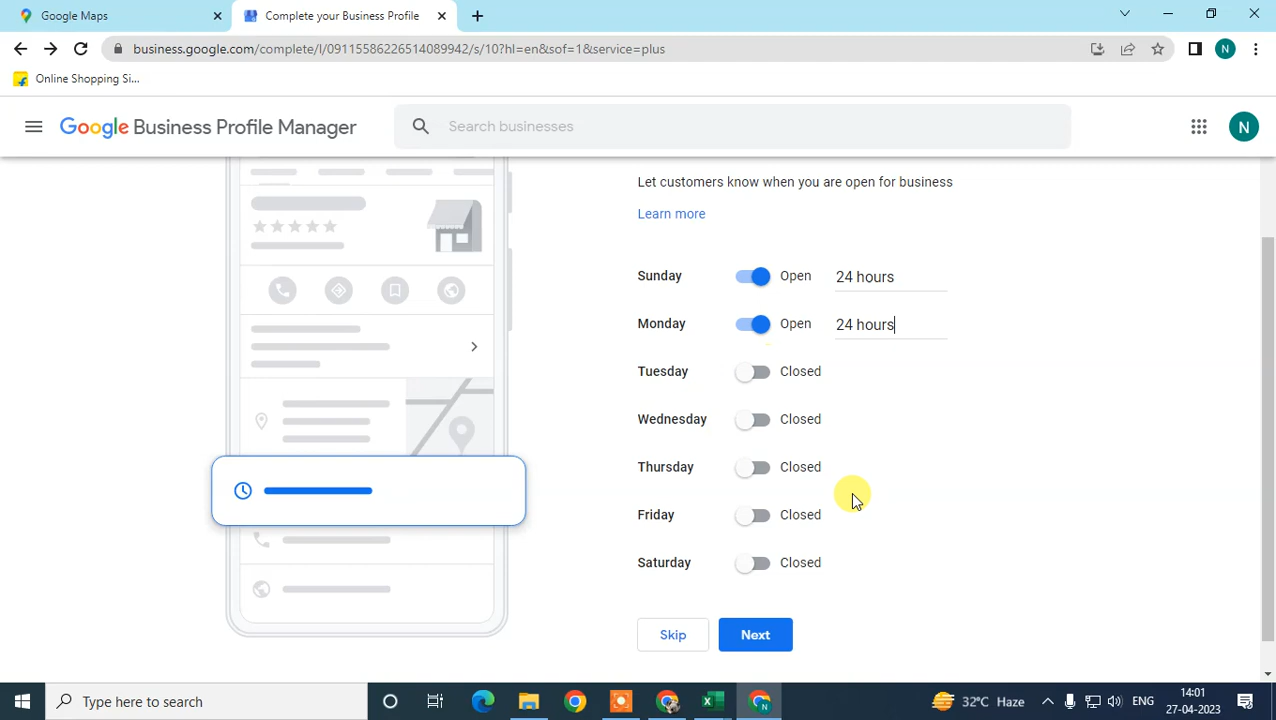 Google Maps
Complete your Business Profile
business.google.com/complete/l/09115586226514089942/s/10?hl=en&sof=1&service=plus
N
Online Shopping Si...
Google Business Profile Manager
Search businesses
N
Let customers know when you are open for business
Learn more
Sunday Open 24 hours
Monday Open 24 hours
Tuesday Closed
Wednesday Closed
Thursday Closed
Friday Closed
Saturday Closed
Skip Next
Type here to search
32°C Haze
ENG
14:01
27-04-2023